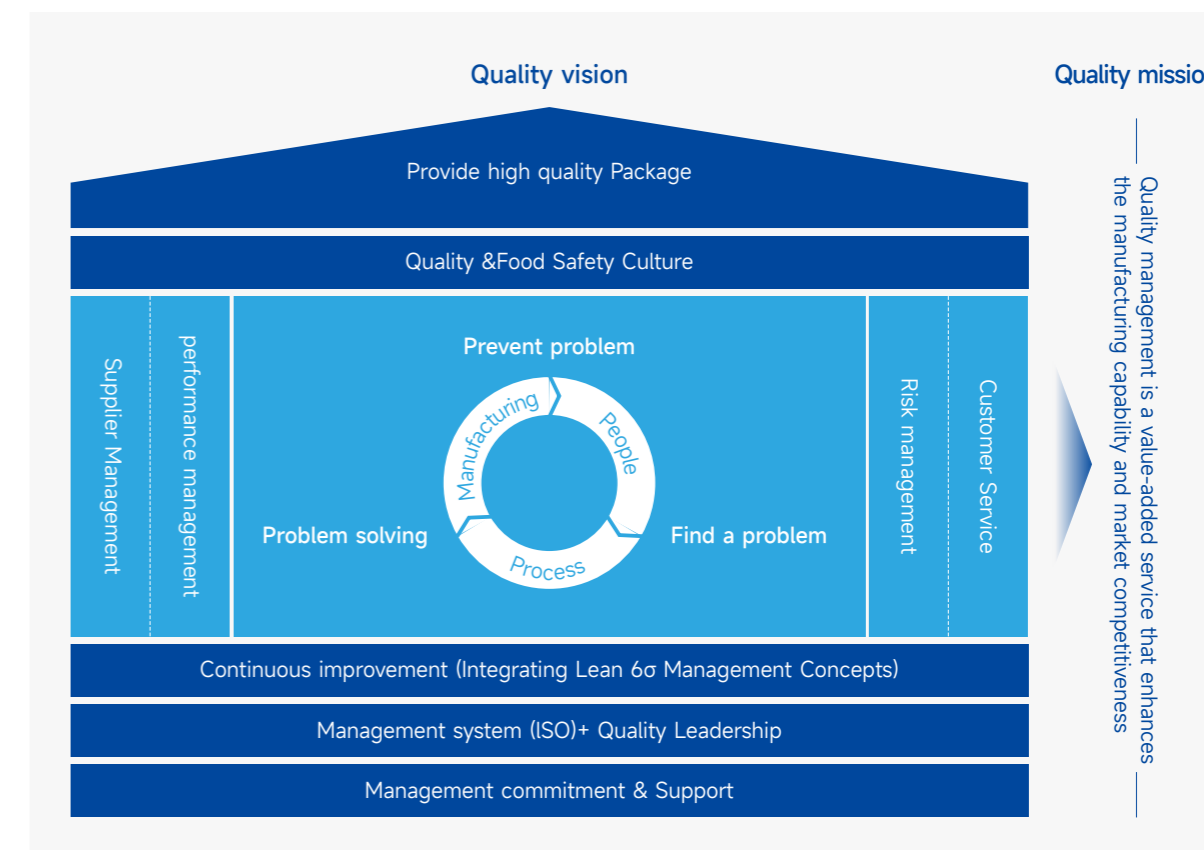 Quality vision
Quality missio
Provide high quality Package
Quality &Food Safety Culture
Supplier Management
performance management
Prevent problem
Manufacturing
People
Process
Problem solving
Find a problem
Risk management
Customer Service
Quality management is a value-added service that enhances
the manufacturing capability and market competitiveness
Continuous improvement (Integrating Lean 6σ Management Concepts)
Management system (lSO)+ Quality Leadership
Management commitment & Support